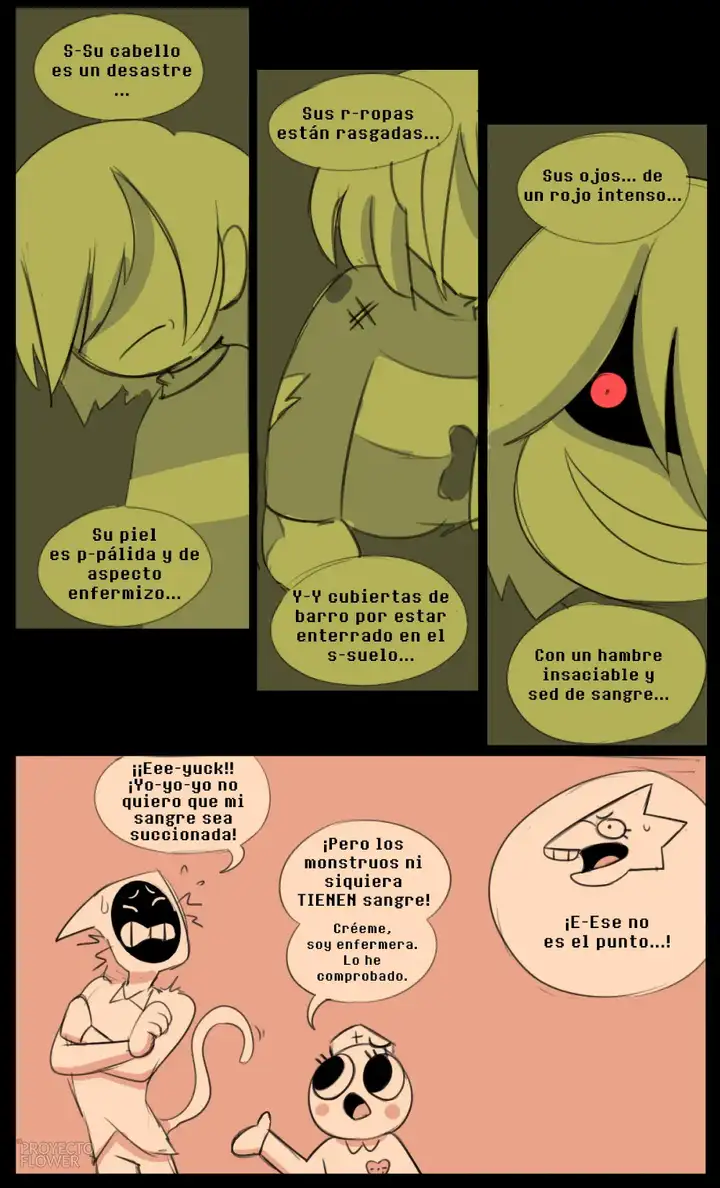 S-Su cabello
es un desastre
...
Su piel
es p-pálida y de
aspecto
enfermizo...
Sus r-ropas
están rasgadas...
Y-Y cubiertas de
barro por estar
enterrado en el
s-suelo...
Sus ojos... de
un rojo intenso...
Con un hambre
insaciable y
sed de sangre...
¡¡Eee-yuck!!
¡Yo-yo-yo no
quiero que mi
sangre sea
succionada!
¡Pero los
monstruos ni
siquiera
TIENEN sangre!
Créeme,
soy enfermera.
Lo he
comprobado.
¡E-Ese no
es el punto...!
PROYECTO
FLOWER